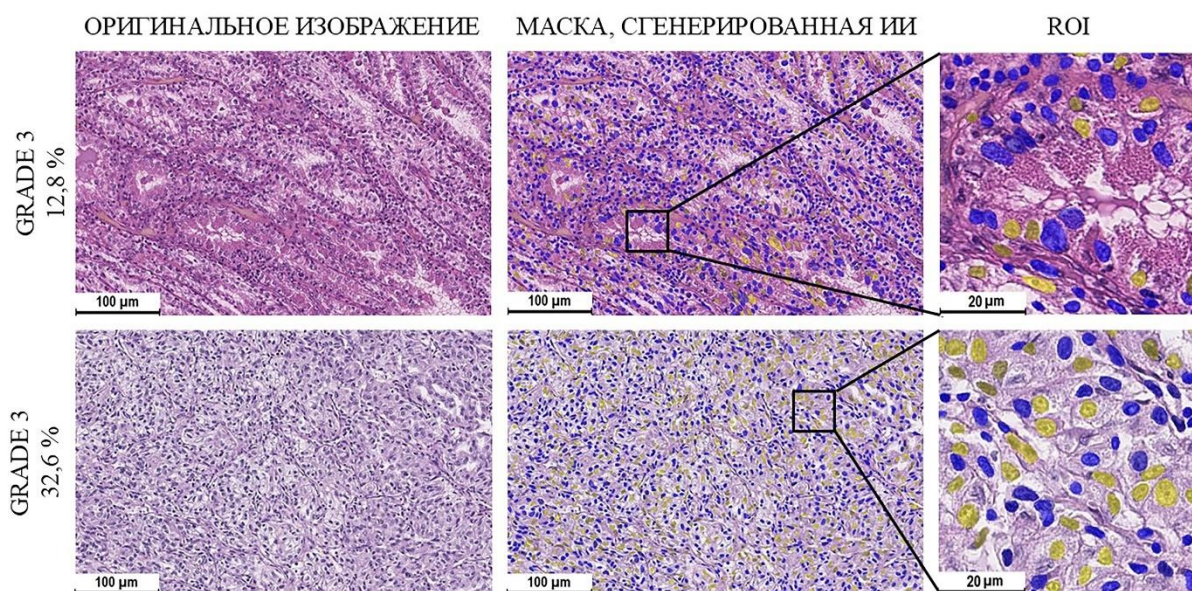 ОРИГИНАЛЬНОЕ ИЗОБРАЖЕНИЕ
МАСКА, СГЕНЕРИРОВАННАЯ ИИ
ROI
GRADE 3
12,8 %
100 µm
100 µm
20 µm
GRADE 3
32,6 %
100 µm
100 µm
20 µm